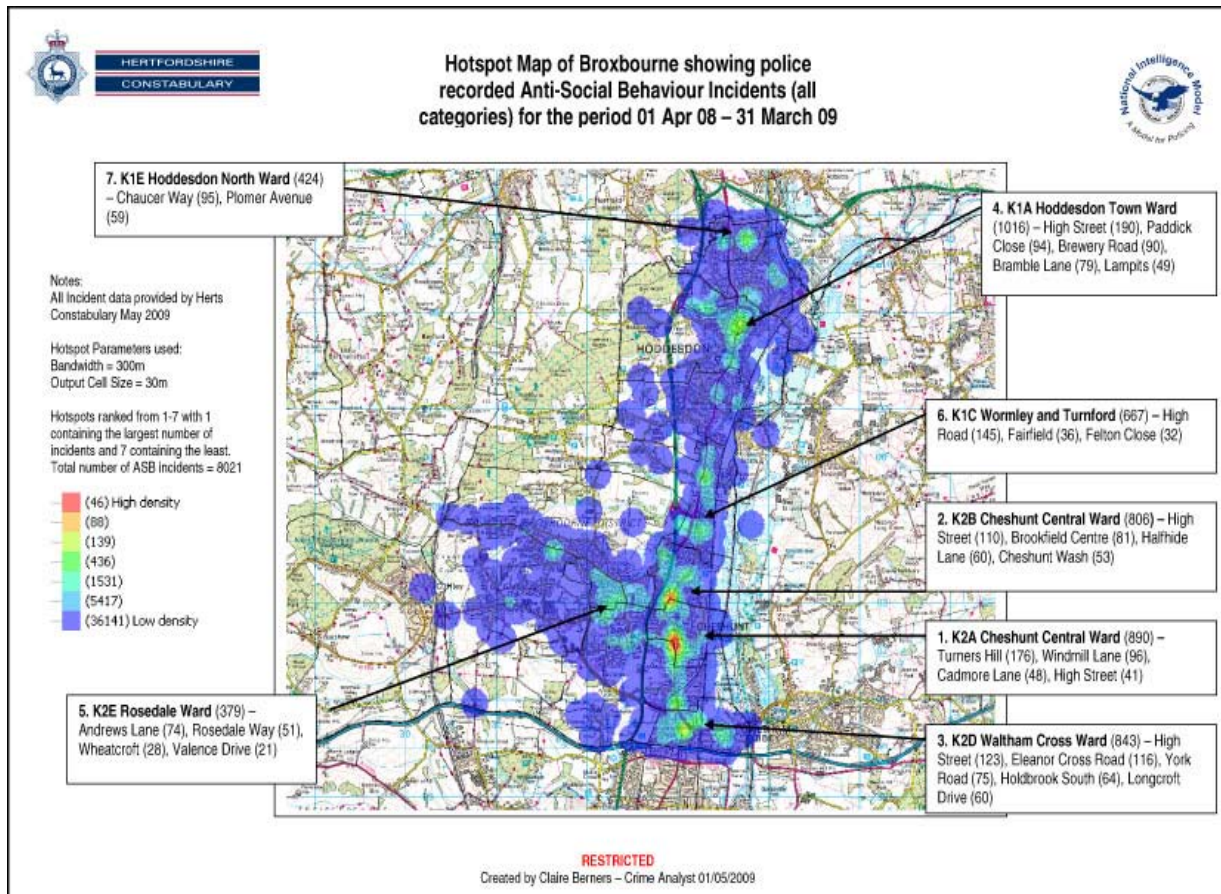 HERTFORDSHIRE
CONSTABULARY
Hotspot Map of Broxbourne showing police
recorded Anti-Social Behaviour Incidents (all
categories) for the period 01 Apr 08 – 31 March 09
National Intelligence Model
A Model for Policing
7. K1E Hoddesdon North Ward (424)
– Chaucer Way (95), Plomer Avenue
(59)
4. K1A Hoddesdon Town Ward
(1016) – High Street (190), Paddick
Close (94), Brewery Road (90),
Bramble Lane (79), Lampits (49)
Notes:
All Incident data provided by Herts
Constabulary May 2009
Hotspot Parameters used:
Bandwidth = 300m
Output Cell Size = 30m
Hotspots ranked from 1-7 with 1
containing the largest number of
incidents and 7 containing the least.
Total number of ASB Incidents = 8021
(46) High density
(88)
(139)
(436)
(1531)
(5417)
(36141) Low density
HODDESDON
CHESHUNT
6. K1C Wormley and Turnford (667) – High
Road (145), Fairfield (36), Felton Close (32)
2. K2B Cheshunt Central Ward (806) – High
Street (110), Brookfield Centre (81), Halfhide
Lane (60), Cheshunt Wash (53)
1. K2A Cheshunt Central Ward (890) –
Turners Hill (176), Windmill Lane (96),
Cadmore Lane (48), High Street (41)
5. K2E Rosedale Ward (379) –
Andrews Lane (74), Rosedale Way (51),
Wheatcroft (28), Valence Drive (21)
3. K2D Waltham Cross Ward (843) – High
Street (123), Eleanor Cross Road (116), York
Road (75), Holdbrook South (64), Longcroft
Drive (60)
RESTRICTED
Created by Claire Berners – Crime Analyst 01/05/2009